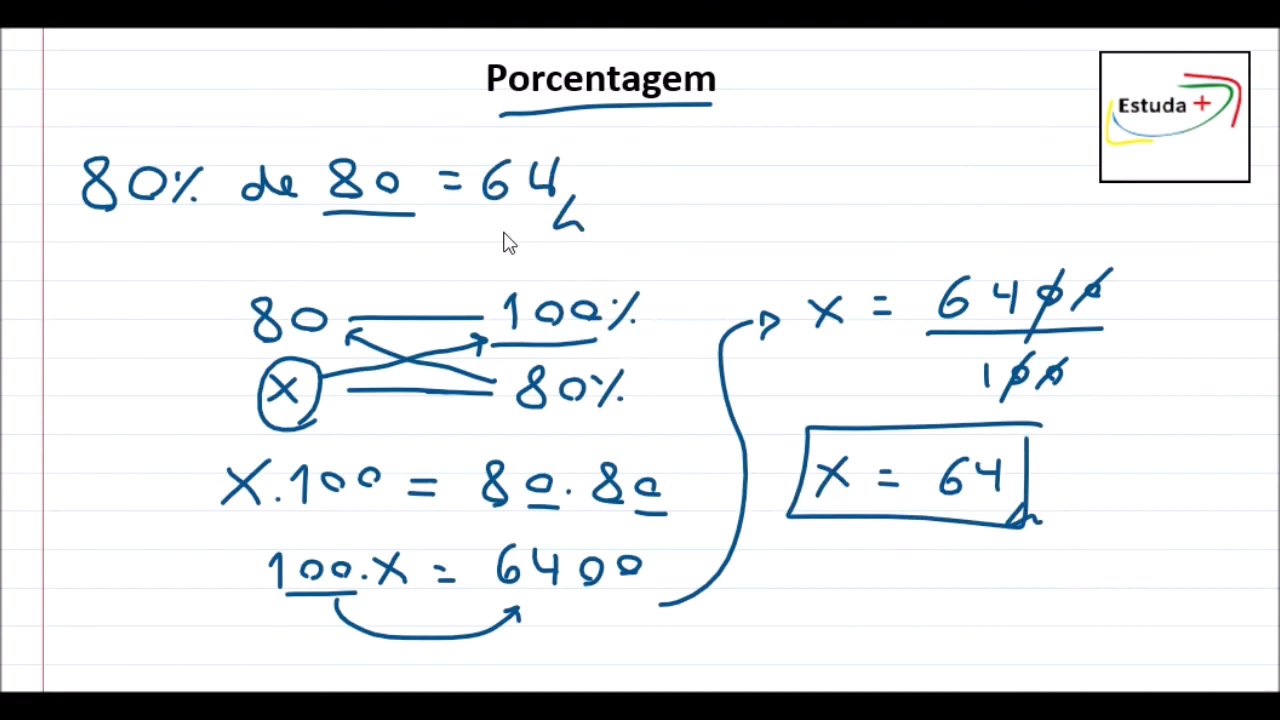 Porcentagem
Estuda +
80% de 80 = 64
80 100%
x 80%
x.100 = 80.80
100.x = 6400
x = 6400
100
x = 64